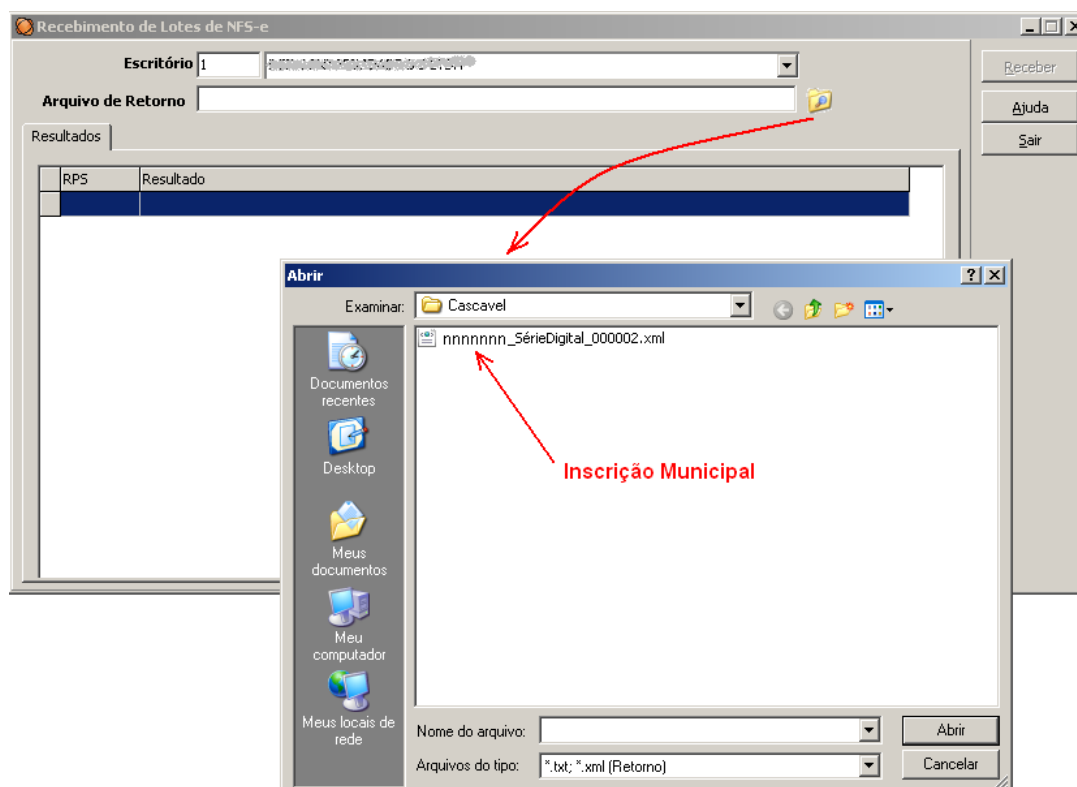 Recebimento de Lotes de NFS-e
Escritório 1
Receber
Arquivo de Retorno
Ajuda
Resultados
Sair
RPS Resultado
Abrir
Examinar: Cascavel
nnnnnnn_SérieDigital_000002.xml
Documentos recentes
Desktop
Inscrição Municipal
Meus documentos
Meu computador
Meus locais de rede
Nome do arquivo: Abrir
Arquivos do tipo: *.txt; *.xml (Retorno) Cancelar